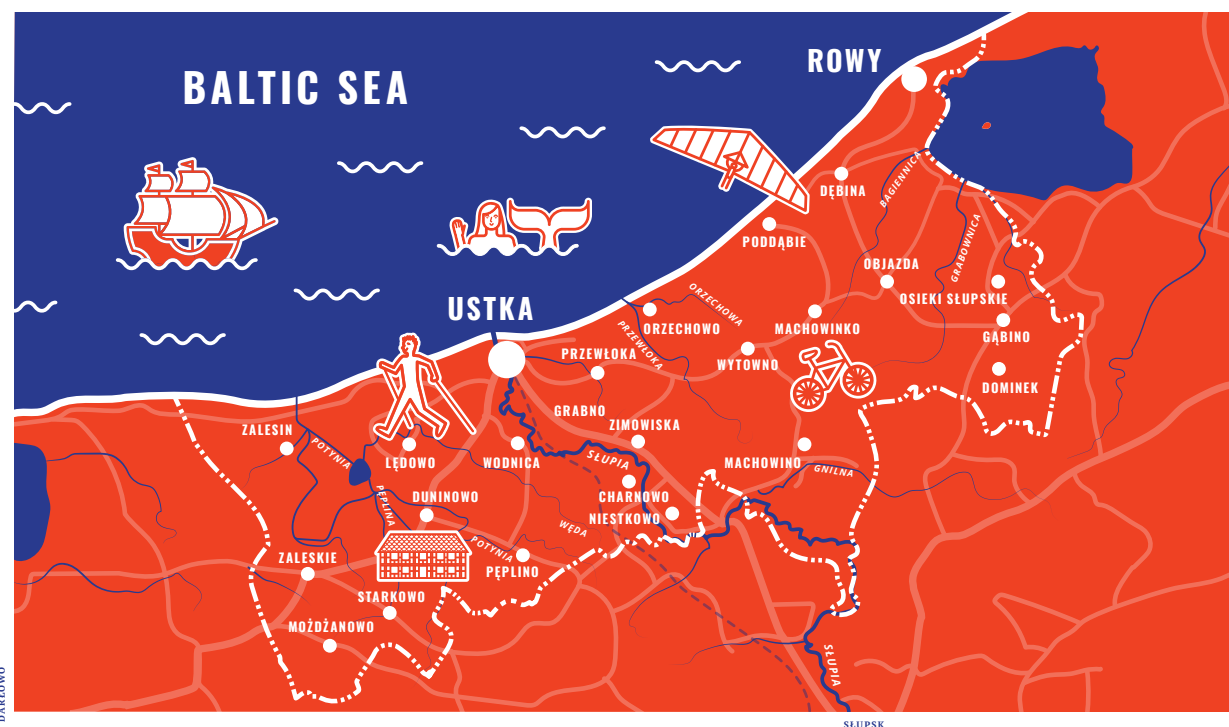 BALTIC SEA
ROWY
DĘBINA
BAGIENNICA
PODDĄBIE
GRABOWNICA
OBJAZDA
OSIEKI SŁUPSKIE
ORZECHOWA
USTKA
ORZECHOWO
MACHOWINKO
GĄBINO
PRZEWŁOKA
PRZEWŁOKA
WYTOWNO
DOMINEK
GRABNO
ZIMOWISKA
ZALESIN
POTYNIA
LĘDOWO
WODNICA
SŁUPIA
MACHOWINO
GNILNA
PĘPLINA
DUNINOWO
CHARNOWO
NIESTKOWO
WĘDA
POTYNIA
PĘPLINO
ZALESKIE
STARKOWO
MOŻDŻANOWO
SŁUPIA
DARŁOWO
SŁUPSK